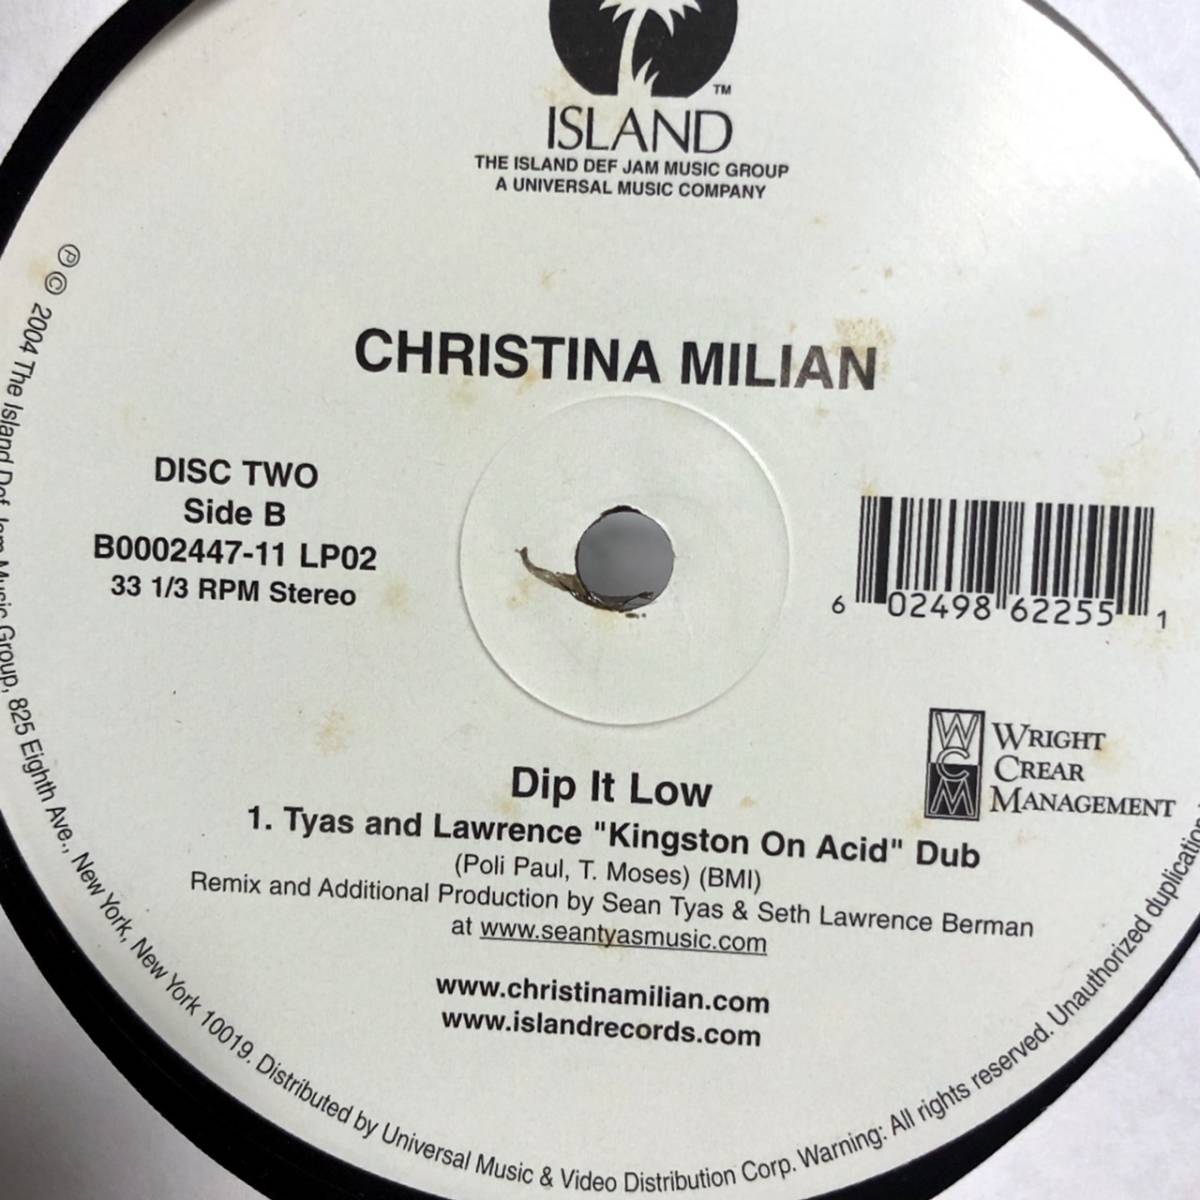 TM
ISLAND
THE ISLAND DEF JAM MUSIC GROUP
A UNIVERSAL MUSIC COMPANY
CHRISTINA MILIAN
DISC TWO
Side B
B0002447-11 LP02
33 1/3 RPM Stereo
6 02498 62255 1
WCM
WRIGHT
CREAR
MANAGEMENT
Dip It Low
1. Tyas and Lawrence "Kingston On Acid" Dub
(Poli Paul, T. Moses) (BMI)
Remix and Additional Production by Sean Tyas & Seth Lawrence Berman
at www.seantyasmusic.com
www.christinamilian.com
www.islandrecords.com
℗ © 2004 The Island Def Jam Music Group, 825 Eighth Ave., New York, New York 10019. Distributed by Universal Music & Video Distribution Corp. Warning: All rights reserved. Unauthorized duplication